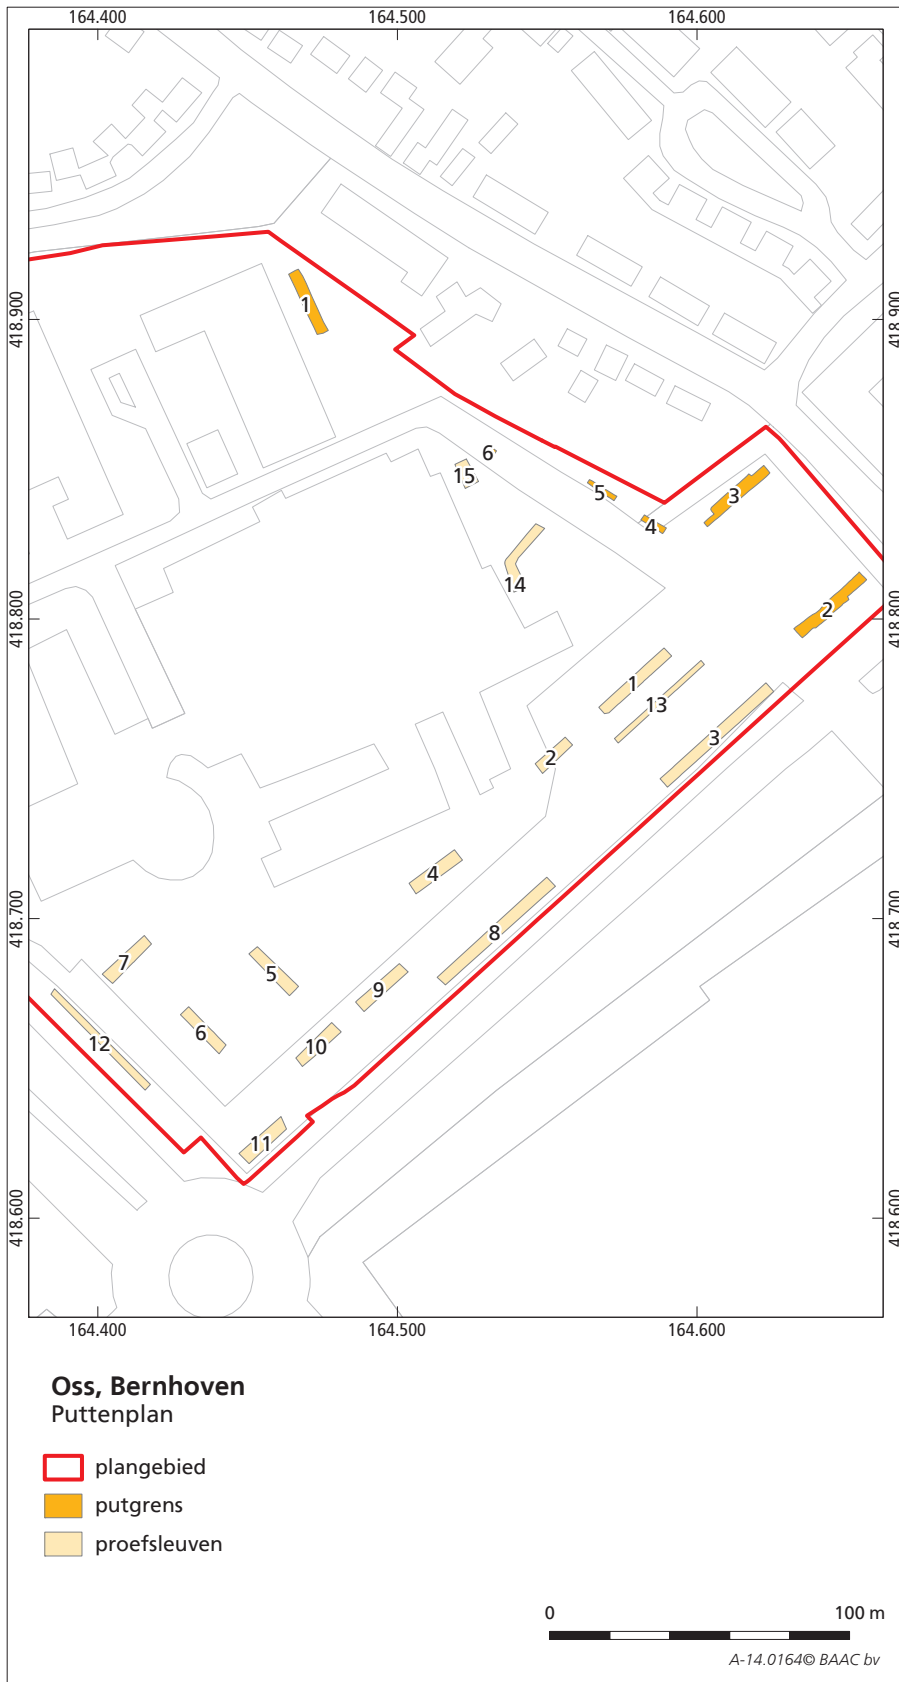 164.400 164.500 164.600
1
418.900 418.900
6
15
5
3
4
14
418.800 418.800
2
1
13
3
2
4
418.700 418.700
8
7
5
9
6
12
10
11
418.600 418.600
164.400 164.500 164.600
Oss, Bernhoven
Puttenplan
plangebied
putgrens
proefsleuven
0 100 m
A-14.0164© BAAC bv